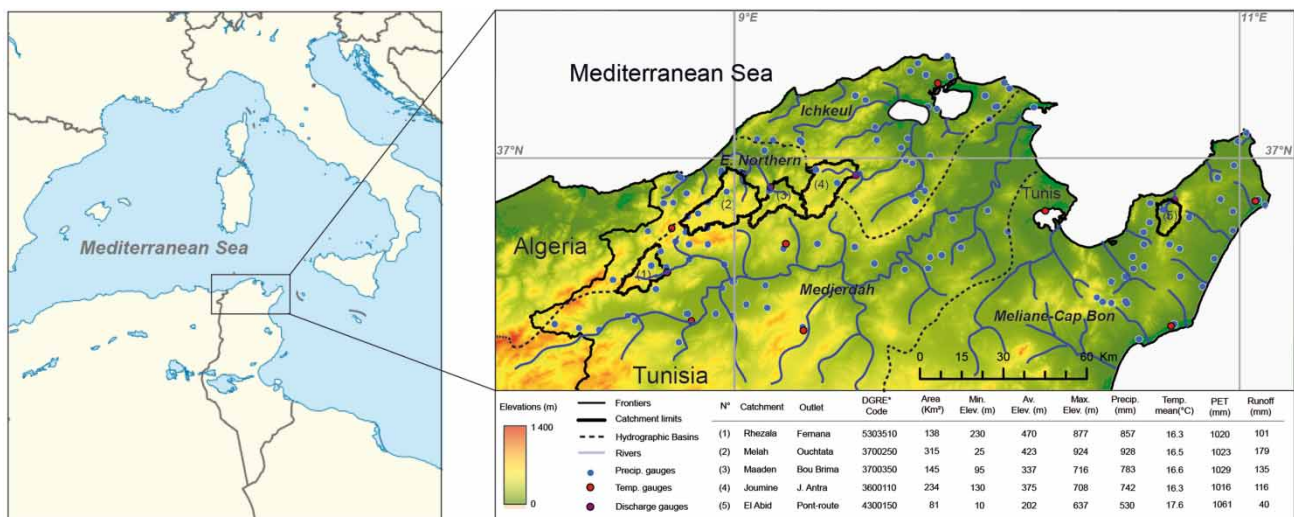 Mediterranean Sea
9°E
11°E
Mediterranean Sea
Ichkeul
37°N
37°N
E. Northern
(4)
(3)
(2)
Tunis
(5)
Algeria
(1)
Medjerdah
Meliane-Cap Bon
0 15 30 60 Km
Tunisia
Elevations (m)
1 400
0
Frontiers
Catchment limits
Hydrographic Basins
Rivers
Precip. gauges
Temp. gauges
Discharge gauges
N° Catchment Outlet DGRE* Code Area (Km²) Min. Elev. (m) Av. Elev. (m) Max. Elev. (m) Precip. (mm) Temp. mean(°C) PET (mm) Runoff (mm)
(1) Rhezala Fernana 5303510 138 230 470 877 857 16.3 1020 101
(2) Melah Ouchtata 3700250 315 25 423 924 928 16.5 1023 179
(3) Maaden Bou Brima 3700350 145 95 337 716 783 16.6 1029 135
(4) Joumine J. Antra 3600110 234 130 375 708 742 16.3 1016 116
(5) El Abid Pont-route 4300150 81 10 202 637 530 17.6 1061 40